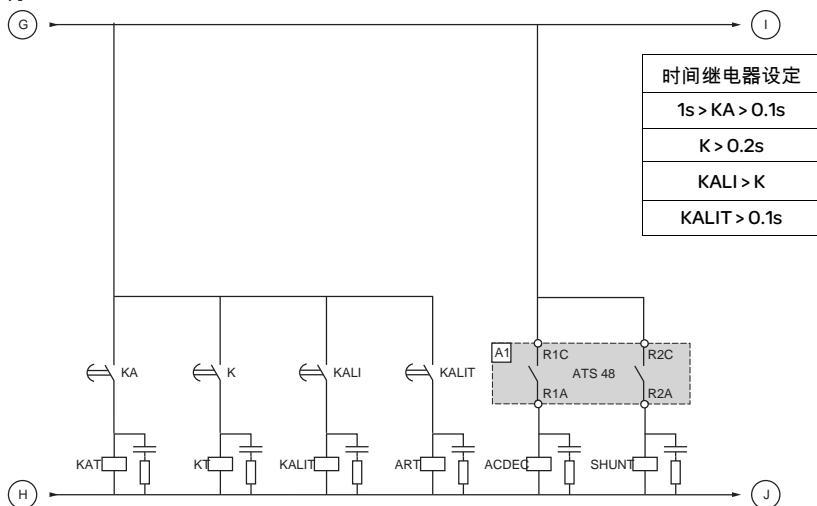 G
I
时间继电器设定
1s > KA > 0.1s
K > 0.2s
KALI > K
KALIT > 0.1s
A1
R1C
R2C
KA
K
KALI
KALIT
ATS 48
R1A
R2A
KAT
KT
KALIT
ART
ACDEC
SHUNT
H
J